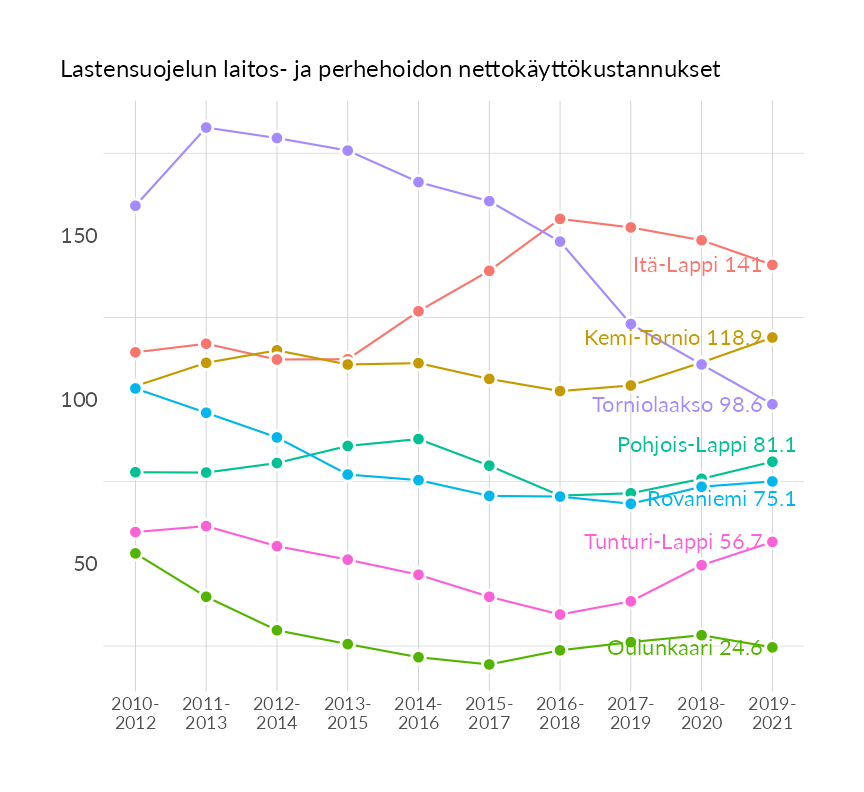 Lastensuojelun laitos- ja perhehoidon nettokäyttökustannukset
150
100
50
Itä-Lappi 141
Kemi-Tornio 118.9
Torniolaakso 98.6
Pohjois-Lappi 81.1
Rovaniemi 75.1
Tunturi-Lappi 56.7
Oulunkaari 24.6
2010- 2011- 2012- 2013- 2014- 2015- 2016- 2017- 2018- 2019-
2012 2013 2014 2015 2016 2017 2018 2019 2020 2021